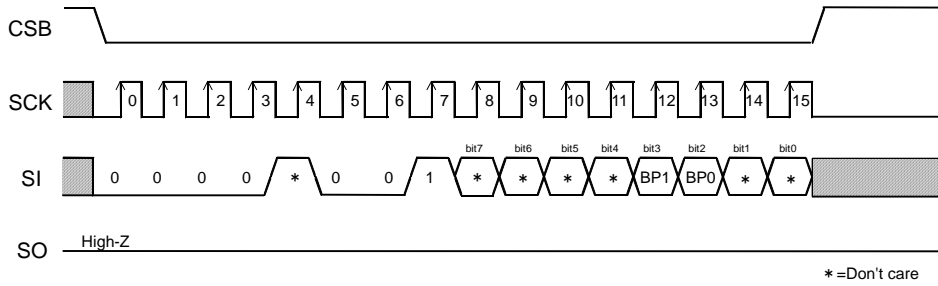 CSB
SCK 0 1 2 3 4 5 6 7 8 9 10 11 12 13 14 15
bit7 bit6 bit5 bit4 bit3 bit2 bit1 bit0
SI 0 0 0 0 * 0 0 1 * * * * BP1 BP0 * *
High-Z
SO
*=Don't care